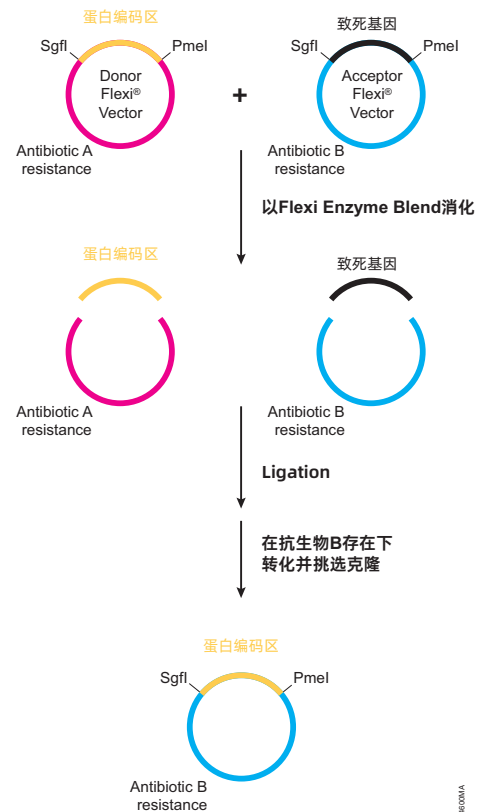 蛋白编码区
致死基因
SgfI
PmeI
SgfI
PmeI
Donor
Flexi®
Vector
+
Acceptor
Flexi®
Vector
Antibiotic A
resistance
Antibiotic B
resistance
以Flexi Enzyme Blend消化
蛋白编码区
致死基因
Antibiotic A
resistance
Antibiotic B
resistance
Ligation
在抗生物B存在下
转化并挑选克隆
蛋白编码区
SgfI
PmeI
Antibiotic B
resistance